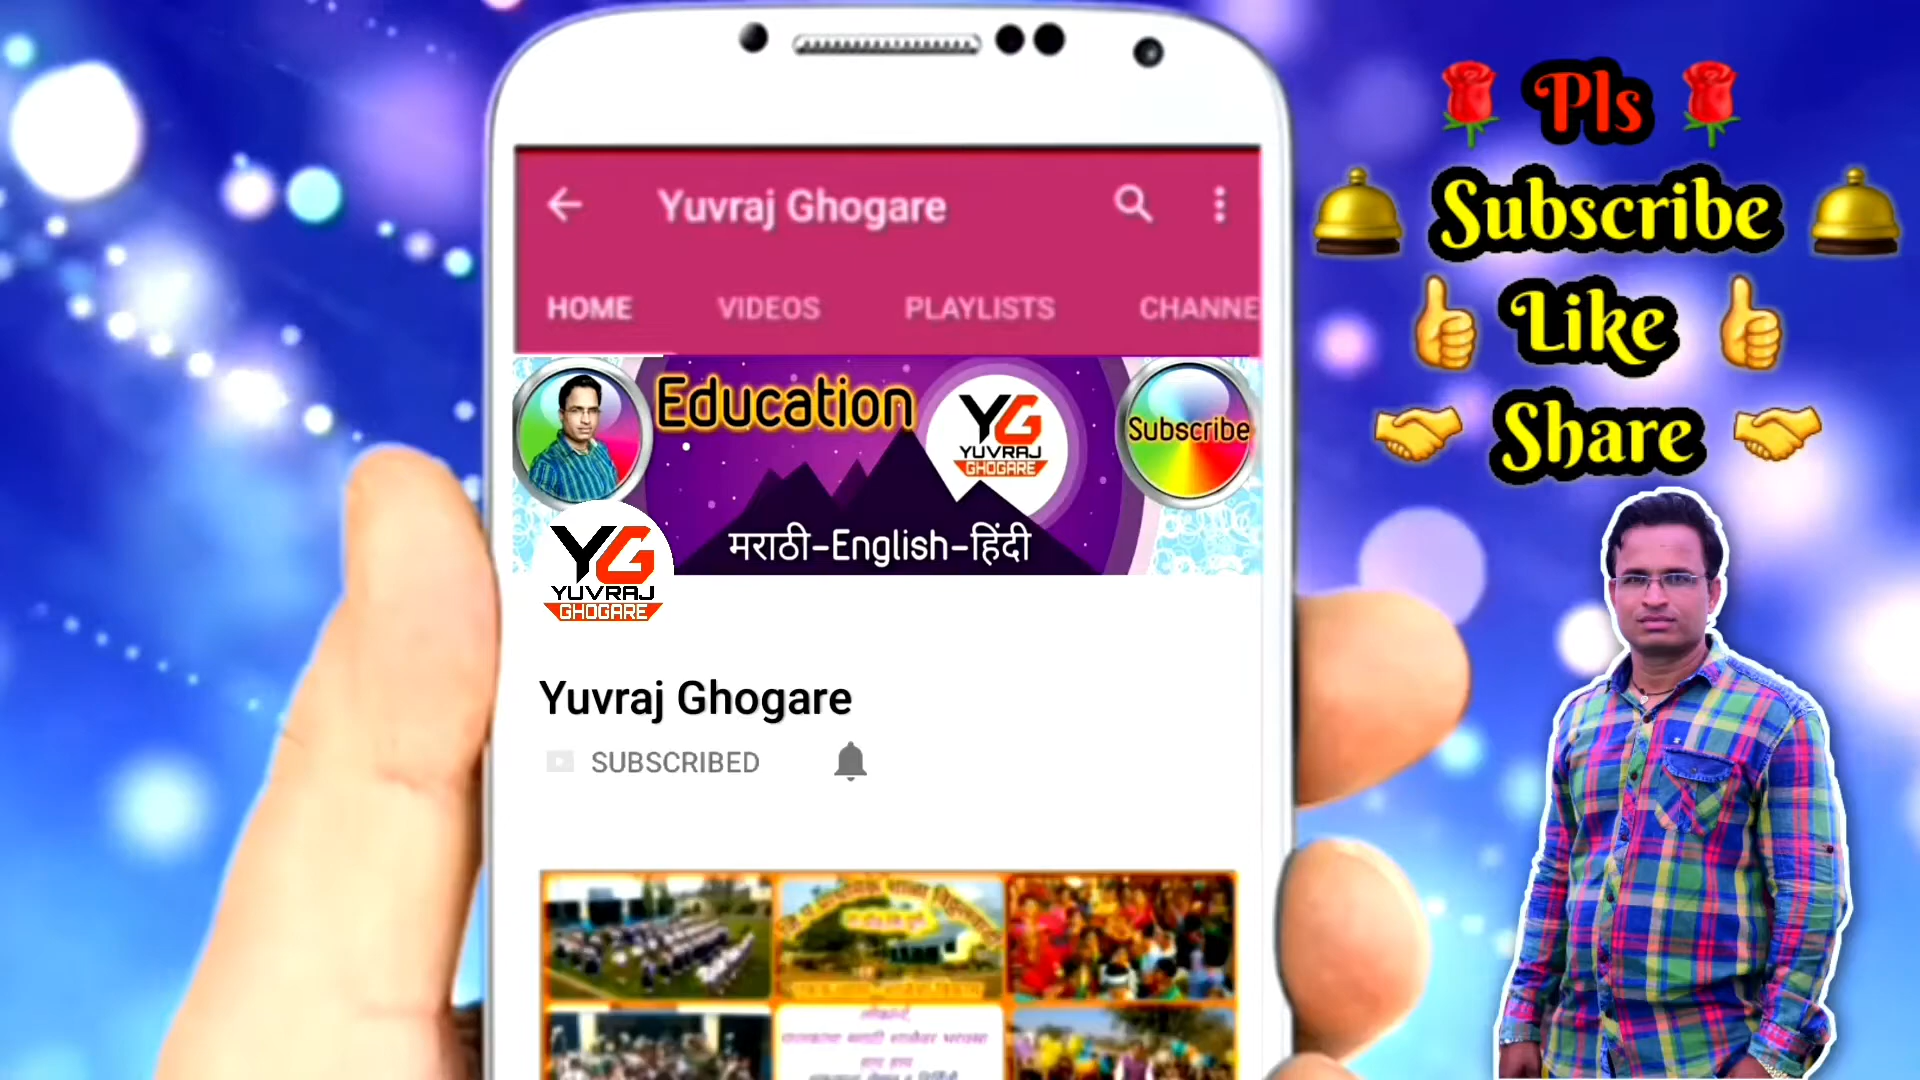 Yuvraj Ghogare
HOME VIDEOS PLAYLISTS CHANNE
Education
YG
YUVRAJ
GHOGARE
Subscribe
मराठी-English-हिंदी
YG
YUVRAJ
GHOGARE
Yuvraj Ghogare
SUBSCRIBED
Pls
Subscribe
Like
Share